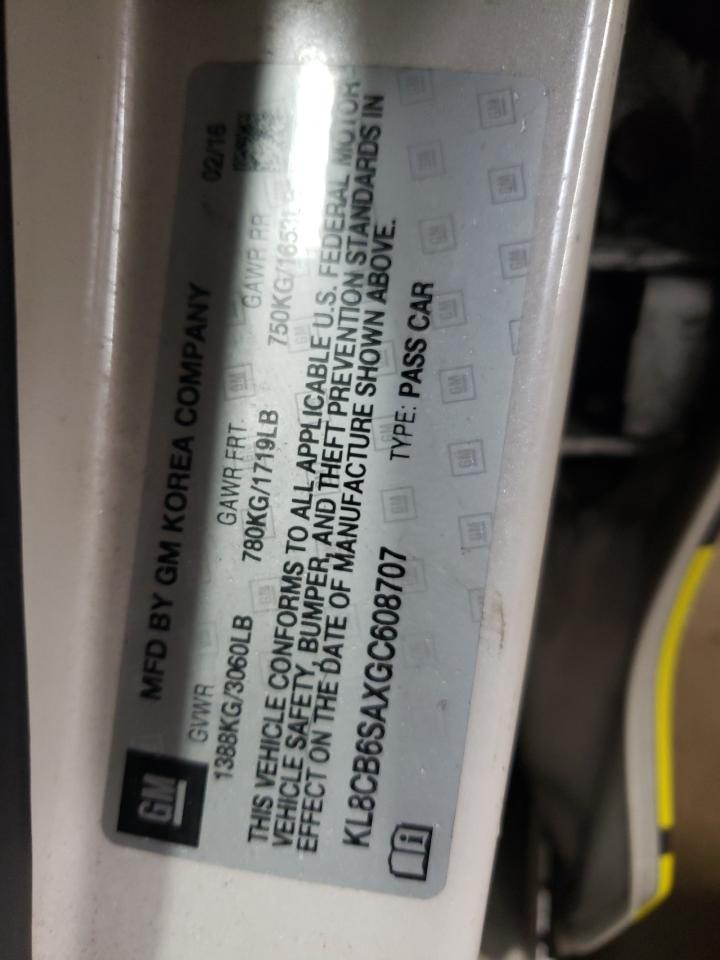 GM
MFD BY GM KOREA COMPANY
02/16
GVWR
GAWR FRT
GAWR RR
1388KG/3060LB
780KG/1719LB
750KG/1653LB
THIS VEHICLE CONFORMS TO ALL APPLICABLE U.S. FEDERAL MOTOR
VEHICLE SAFETY, BUMPER, AND THEFT PREVENTION STANDARDS IN
EFFECT ON THE DATE OF MANUFACTURE SHOWN ABOVE.
KL8CB6SAXGC608707
TYPE: PASS CAR